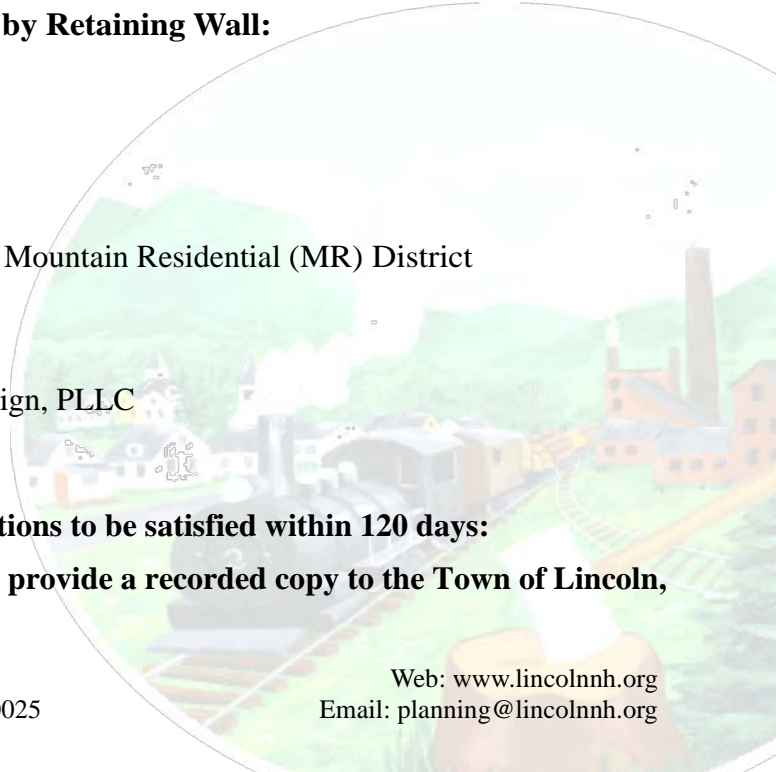 by Retaining Wall:
Mountain Residential (MR) District
ign, PLLC
tions to be satisfied within 120 days:
provide a recorded copy to the Town of Lincoln,
Web: www.lincolnnh.org
0025 Email: planning@lincolnnh.org